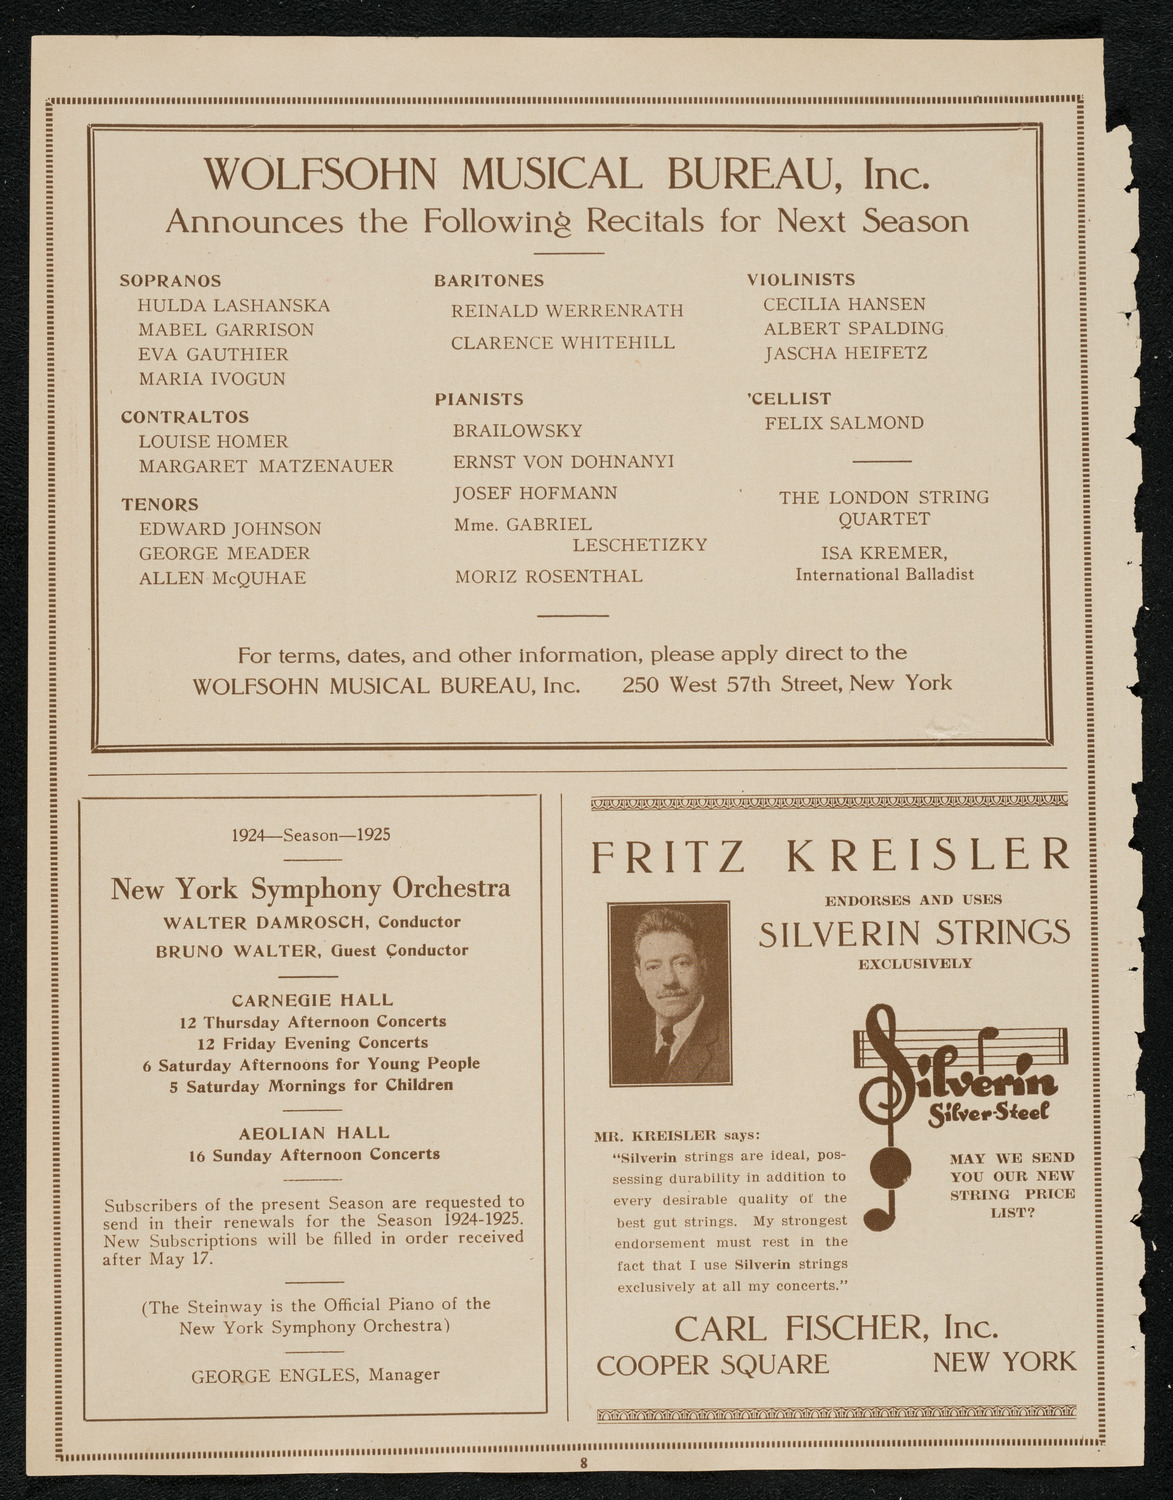 WOLFSOHN MUSICAL BUREAU, Inc.
Announces the Following Recitals for Next Season
SOPRANOS
HULDA LASHANSKA
MABEL GARRISON
EVA GAUTHIER
MARIA IVOGUN
CONTRALTOS
LOUISE HOMER
MARGARET MATZENAUER
TENORS
EDWARD JOHNSON
GEORGE MEADER
ALLEN McQUHAE
BARITONES
REINALD WERRENRATH
CLARENCE WHITEHILL
PIANISTS
BRAILOWSKY
ERNST VON DOHNANYI
JOSEF HOFMANN
Mme. GABRIEL
LESCHETIZKY
MORIZ ROSENTHAL
VIOLINISTS
CECILIA HANSEN
ALBERT SPALDING
JASCHA HEIFETZ
'CELLIST
FELIX SALMOND
THE LONDON STRING
QUARTET
ISA KREMER,
International Balladist
For terms, dates, and other information, please apply direct to the
WOLFSOHN MUSICAL BUREAU, Inc. 250 West 57th Street, New York
1924—Season—1925
New York Symphony Orchestra
WALTER DAMROSCH, Conductor
BRUNO WALTER, Guest Conductor
CARNEGIE HALL
12 Thursday Afternoon Concerts
12 Friday Evening Concerts
6 Saturday Afternoons for Young People
5 Saturday Mornings for Children
AEOLIAN HALL
16 Sunday Afternoon Concerts
Subscribers of the present Season are requested to
send in their renewals for the Season 1924-1925.
New Subscriptions will be filled in order received
after May 17.
(The Steinway is the Official Piano of the
New York Symphony Orchestra)
GEORGE ENGLES, Manager
FRITZ KREISLER
ENDORSES AND USES
SILVERIN STRINGS
EXCLUSIVELY
Silverin
Silver-Steel
MR. KREISLER says:
"Silverin strings are ideal, pos-
sessing durability in addition to
every desirable quality of the
best gut strings. My strongest
endorsement must rest in the
fact that I use Silverin strings
exclusively at all my concerts."
MAY WE SEND
YOU OUR NEW
STRING PRICE
LIST?
CARL FISCHER, Inc.
COOPER SQUARE NEW YORK
8